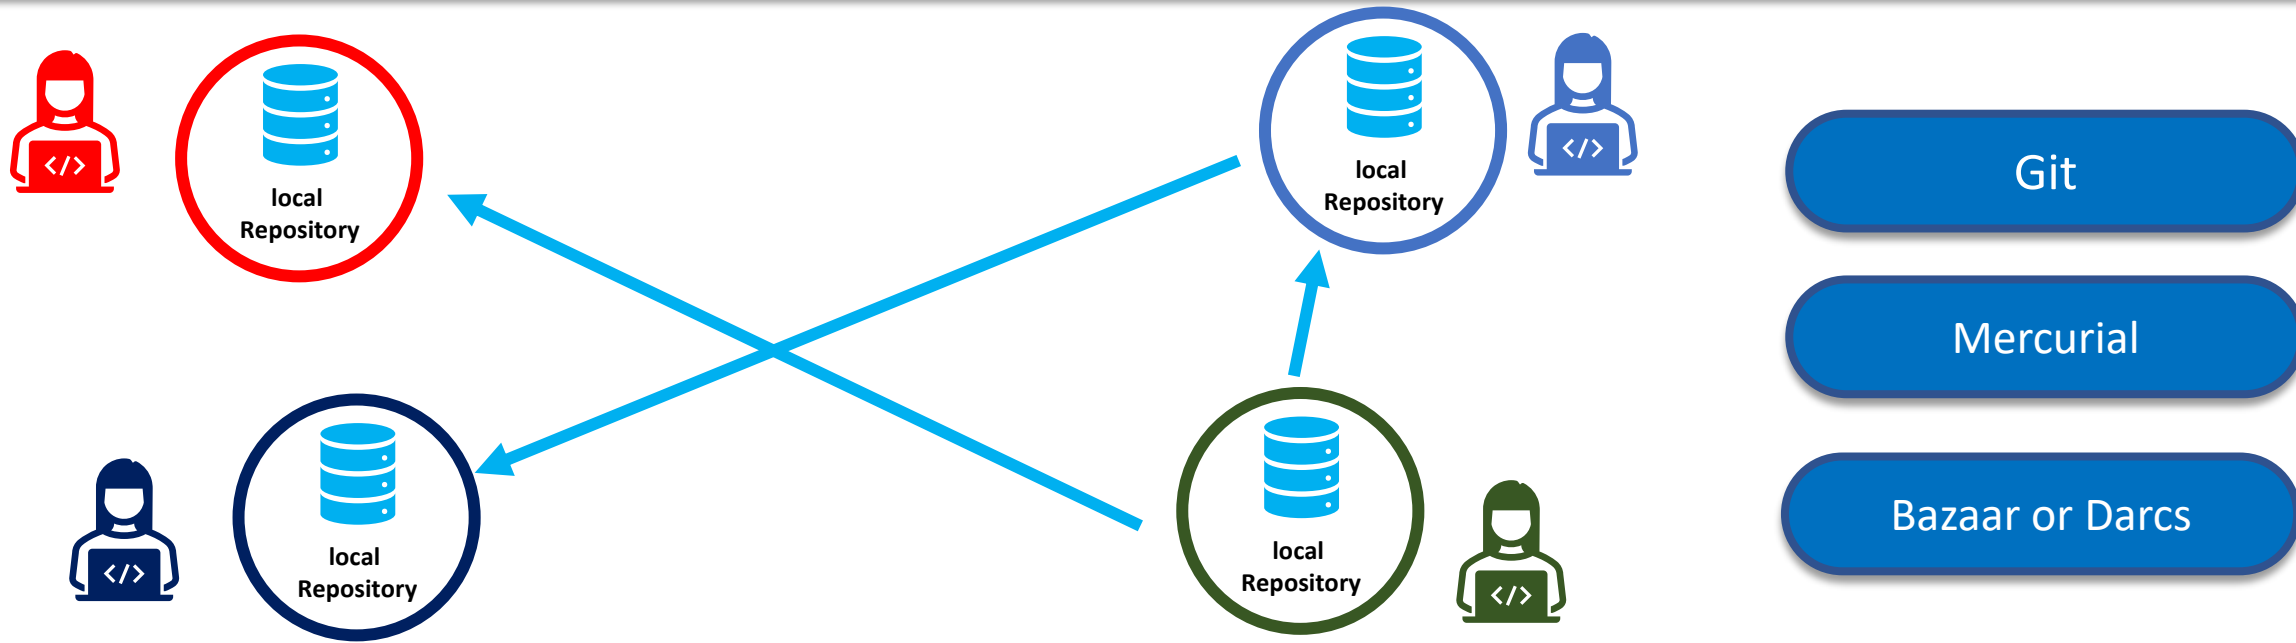 local
Repository
local
Repository
local
Repository
local
Repository
</>
</>
</>
</>
Git
Mercurial
Bazaar or Darcs